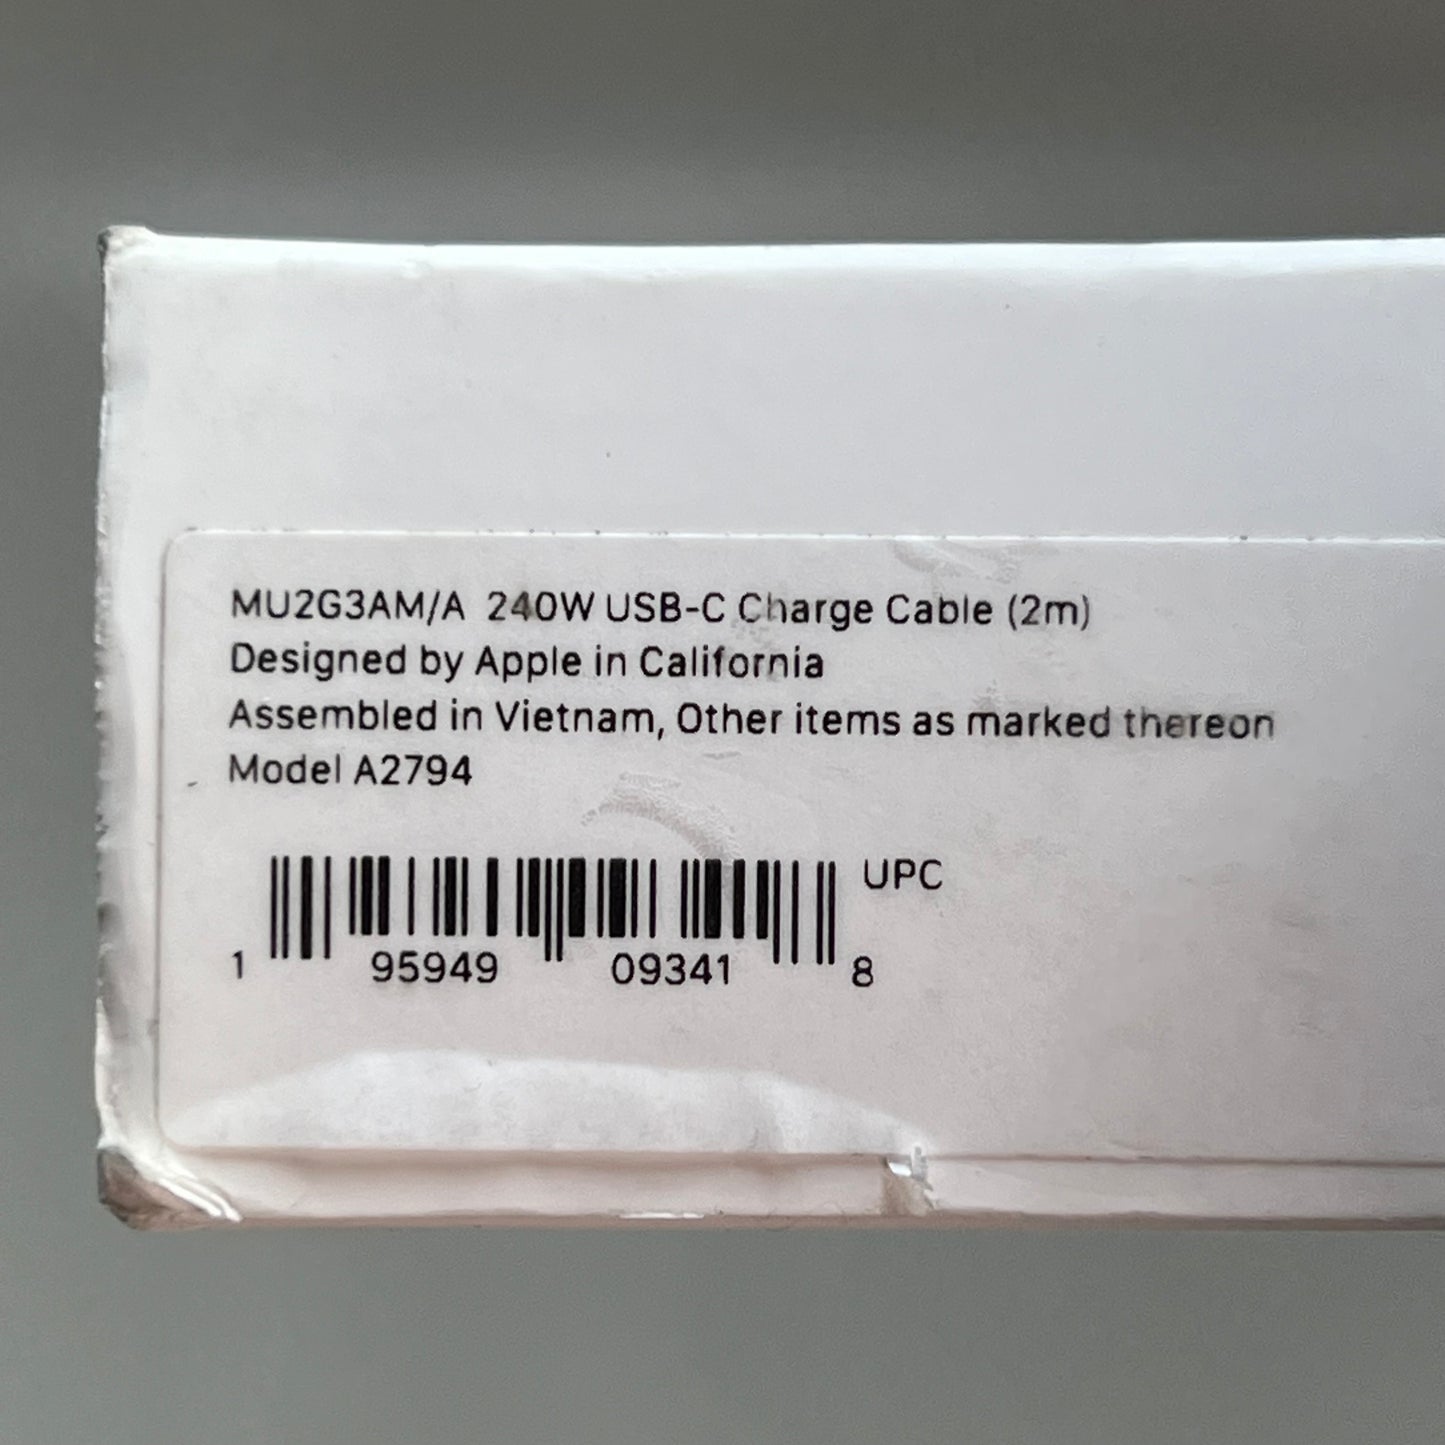 MU2G3AM/A 240W USB-C Charge Cable (2m)
Designed by Apple in California
Assembled in Vietnam, Other items as marked thereon
Model A2794
UPC
1 95949 09341 8